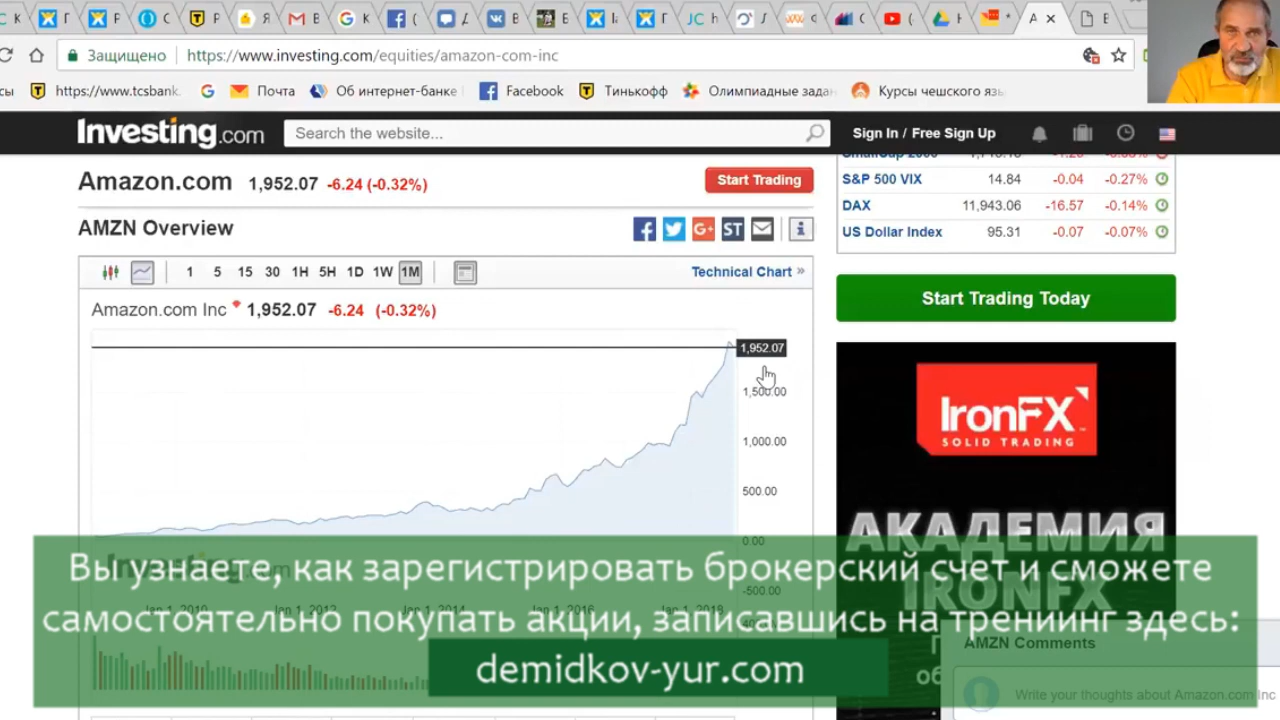 Защищено
https://www.investing.com/equities/amazon-com-inc
https://www.tcsbank.
Почта
Об интернет-банке
Facebook
Тинькофф
Олимпиадные задан
Курсы чешского язы
Investing.com
Search the website...
Sign In / Free Sign Up
Amazon.com 1,952.07 -6.24 (-0.32%)
Start Trading
S&P 500 VIX 14.84 -0.04 -0.27%
DAX 11,943.06 -16.57 -0.14%
US Dollar Index 95.31 -0.07 -0.07%
AMZN Overview
1 5 15 30 1H 5H 1D 1W 1M
Technical Chart »
Start Trading Today
Amazon.com Inc 1,952.07 -6.24 (-0.32%)
1,952.07
1,500.00
1,000.00
500.00
0.00
-500.00
IronFX
SOLID TRADING
АКАДЕМИЯ
IRONFX
Вы узнаете, как зарегистрировать брокерский счет и сможете
самостоятельно покупать акции, записавшись на тренинг здесь:
demidkov-yur.com
AMZN Comments
Write your thoughts about Amazon.com Inc